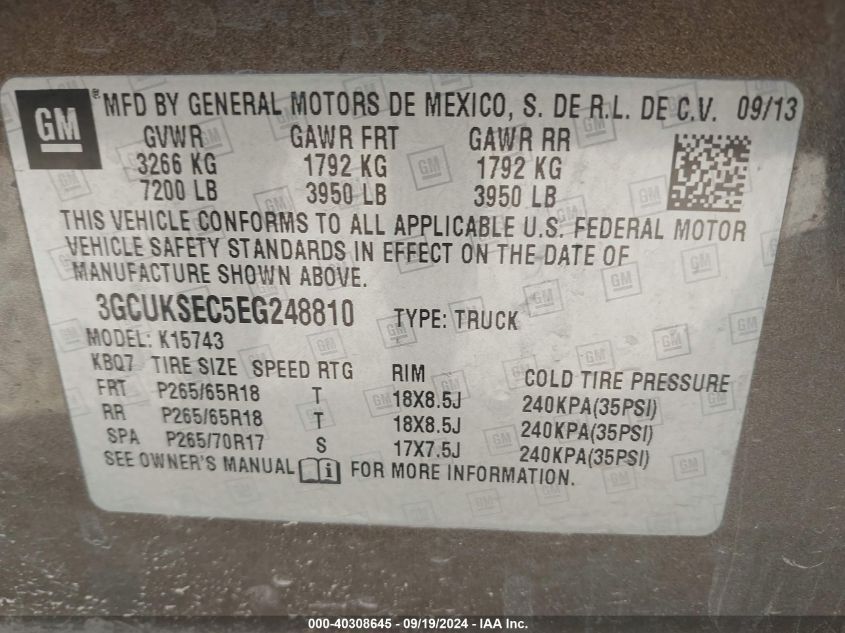 GM ® MFD BY GENERAL MOTORS DE MEXICO, S. DE R.L. DE C.V. 09/13
GVWR GAWR FRT GAWR RR
3266 KG 1792 KG 1792 KG
7200 LB 3950 LB 3950 LB
THIS VEHICLE CONFORMS TO ALL APPLICABLE U.S. FEDERAL MOTOR
VEHICLE SAFETY STANDARDS IN EFFECT ON THE DATE OF
MANUFACTURE SHOWN ABOVE.
3GCUKSEC5EG248810 TYPE: TRUCK
MODEL: K15743
KBQ7 TIRE SIZE SPEED RTG RIM COLD TIRE PRESSURE
FRT P265/65R18 T 18X8.5J 240KPA(35PSI)
RR P265/65R18 T 18X8.5J 240KPA(35PSI)
SPA P265/70R17 S 17X7.5J 240KPA(35PSI)
SEE OWNER'S MANUAL i FOR MORE INFORMATION.
000-40308645 - 09/19/2024 - IAA Inc.